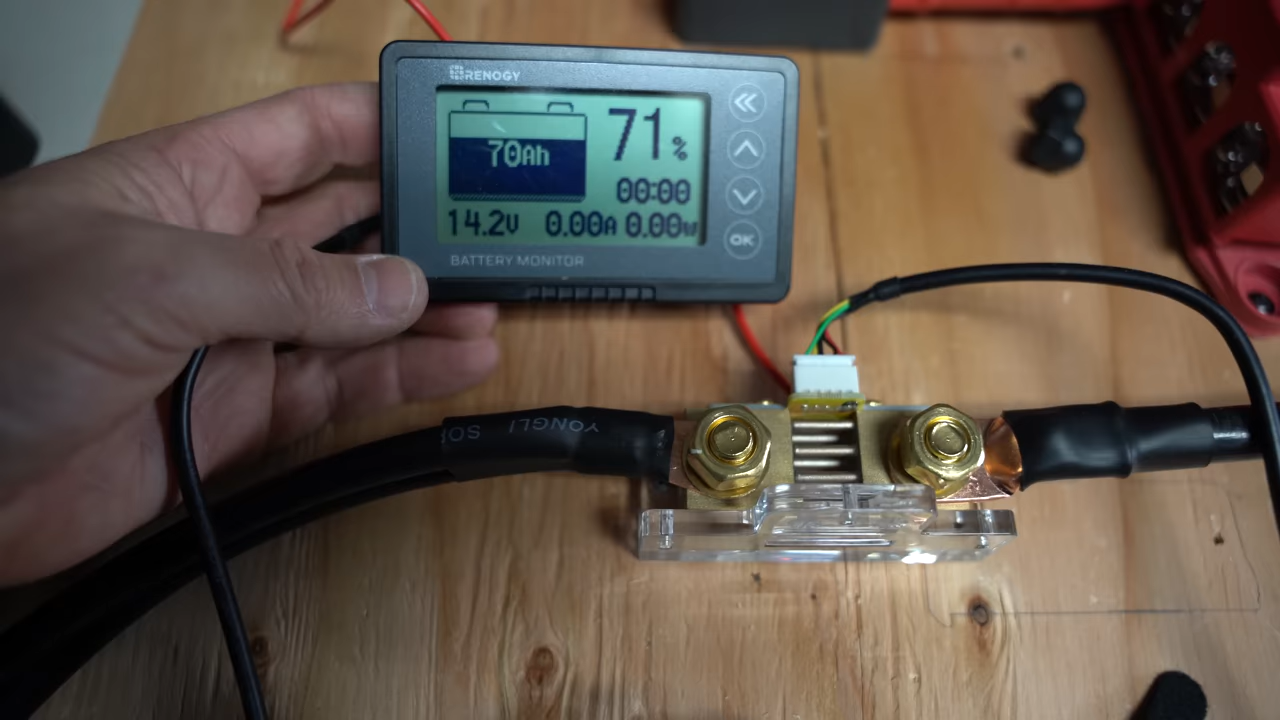 RENOGY
70Ah
71%
00:00
14.2V 0.00A 0.00W
OK
BATTERY MONITOR
YONGLI